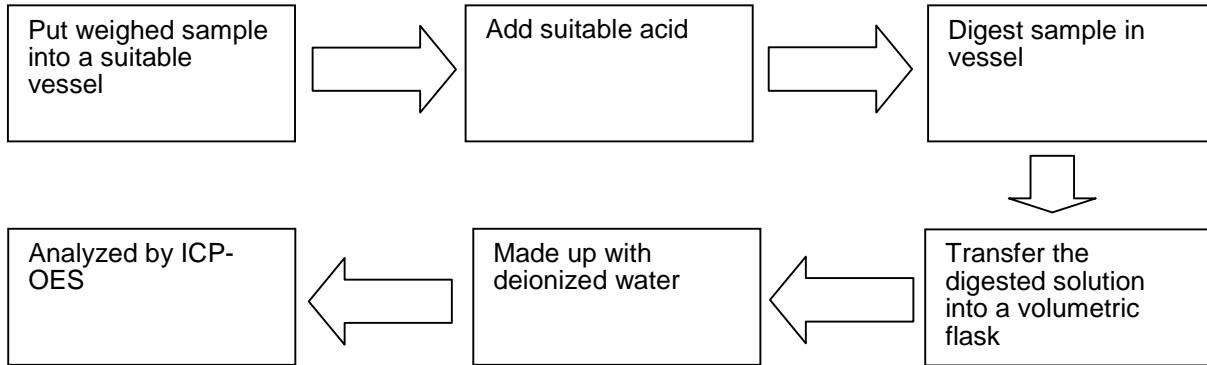 Put weighed sample
into a suitable
vessel
Add suitable acid
Digest sample in
vessel
Transfer the
digested solution
into a volumetric
flask
Made up with
deionized water
Analyzed by ICP-
OES